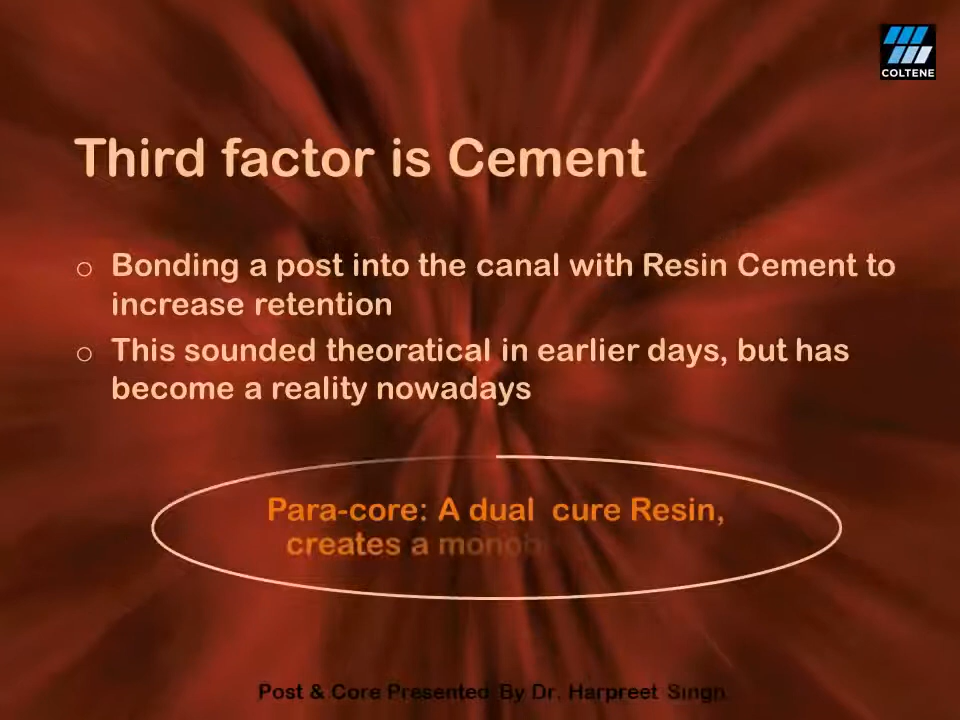 COLTENE
Third factor is Cement
Bonding a post into the canal with Resin Cement to
increase retention
This sounded theoratical in earlier days, but has
become a reality nowadays
Para-core: A dual cure Resin,
creates a
Post & Core Presented By Dr. Harpreet Singh